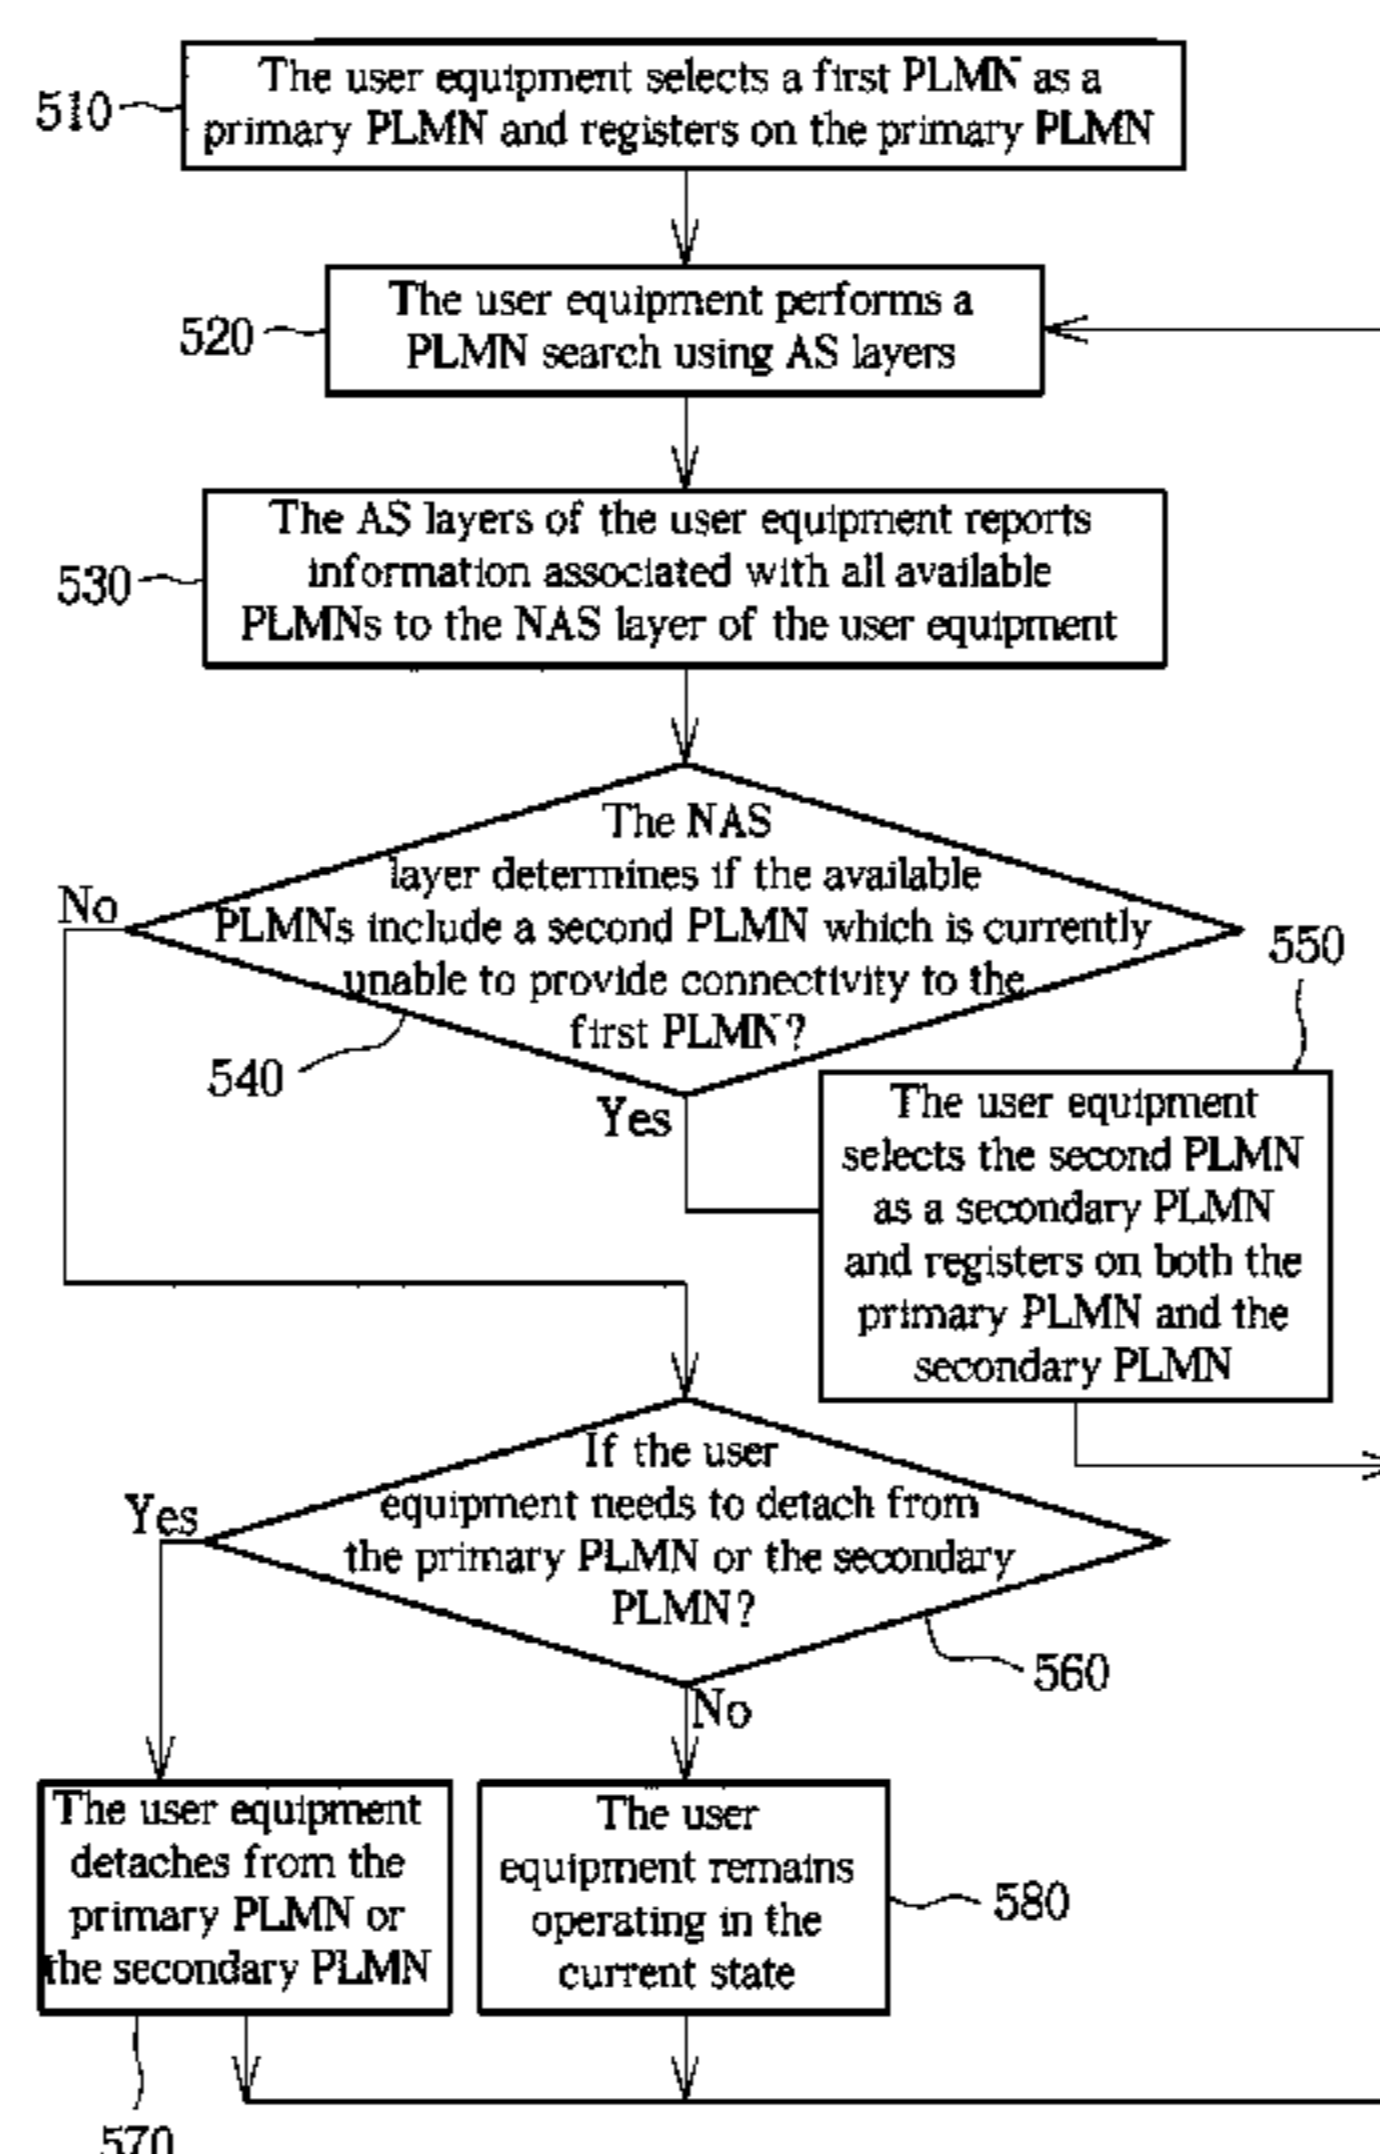 The user equipment selects a first PLMN as a
primary PLMN and registers on the primary PLMN
510
The user equipment performs a
PLMN search using AS layers
520
The AS layers of the user equipment reports
information associated with all available
PLMNs to the NAS layer of the user equipment
530
The NAS
layer determines if the available
PLMNs include a second PLMN which is currently
unable to provide connectivity to the
first PLMN?
No
540
Yes
550
The user equipment
selects the second PLMN
as a secondary PLMN
and registers on both the
primary PLMN and the
secondary PLMN
If the user
equipment needs to detach from
the primary PLMN or the secondary
PLMN?
Yes
560
No
The user equipment
detaches from the
primary PLMN or
the secondary PLMN
The user
equipment remains
operating in the
current state
580
570